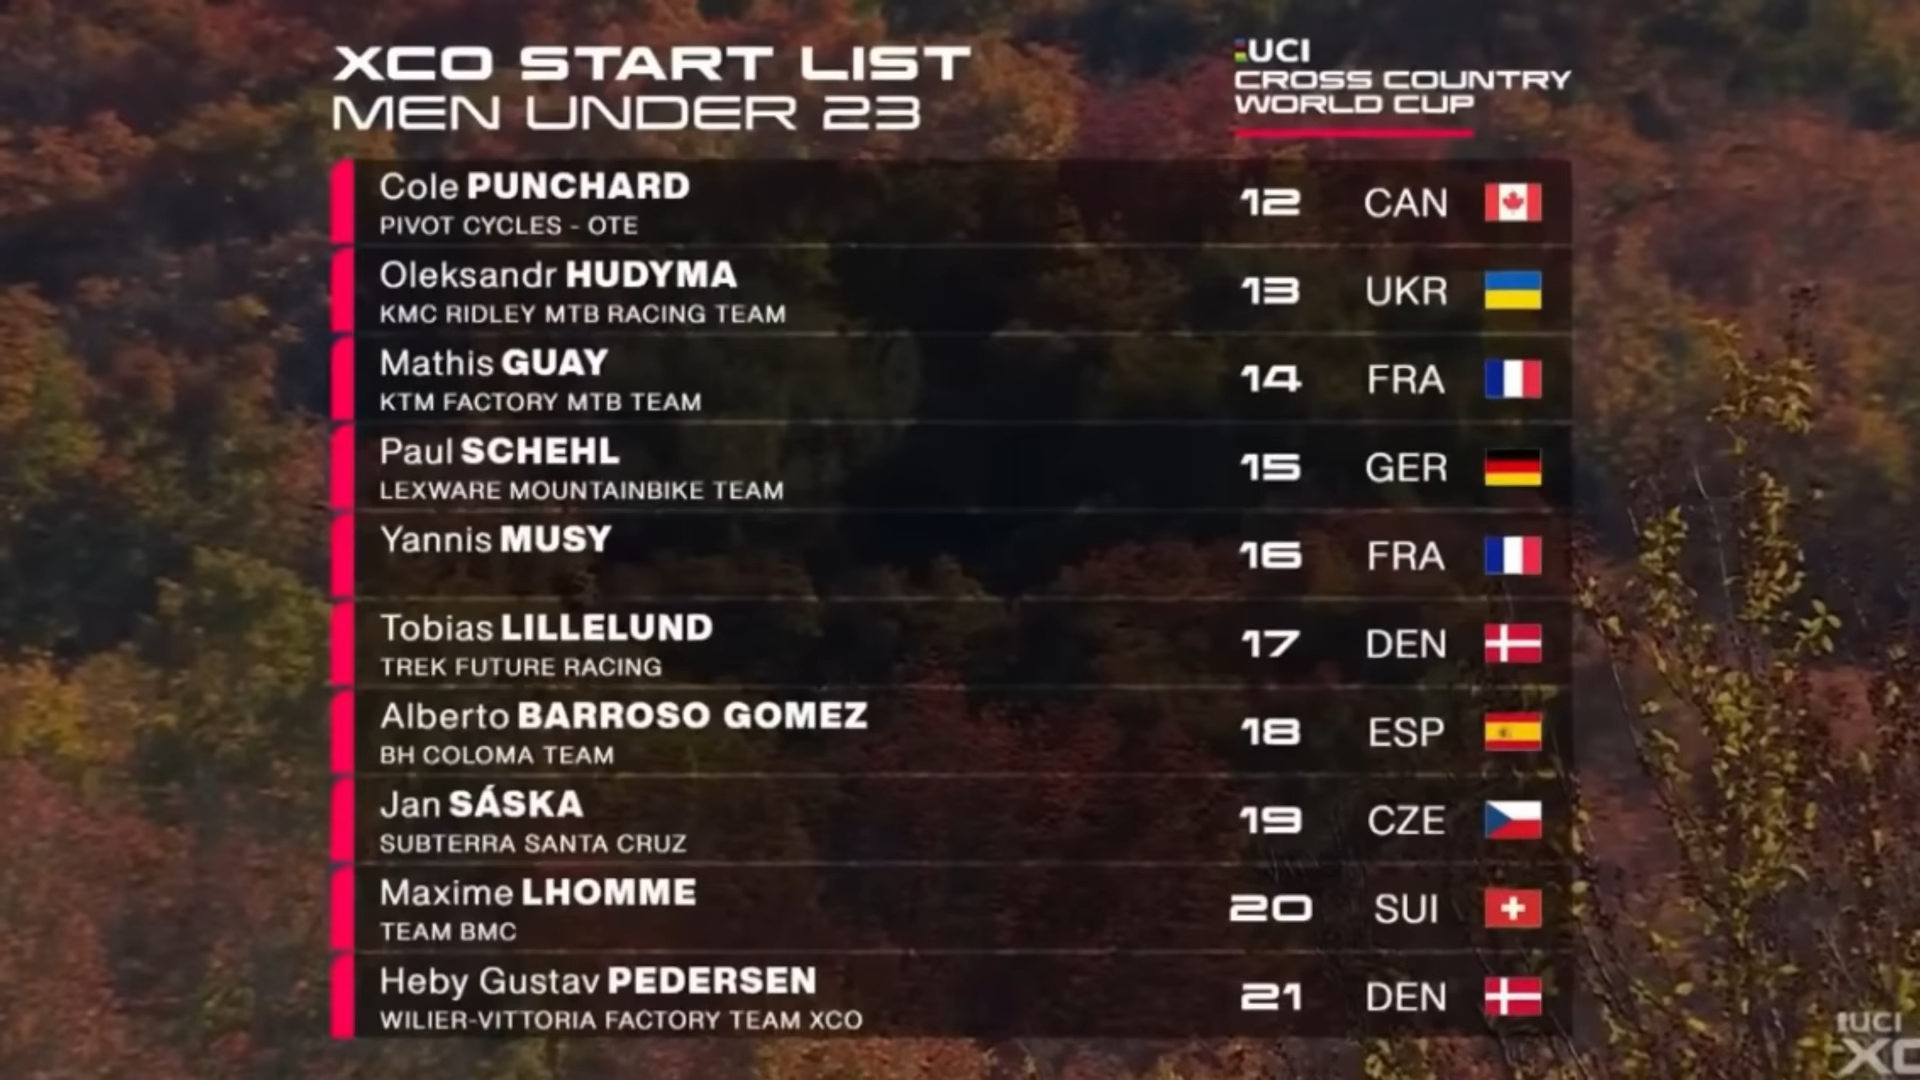 XCO START LIST
MEN UNDER 23
UCI
CROSS COUNTRY
WORLD CUP
Cole PUNCHARD
PIVOT CYCLES - OTE
12 CAN
Oleksandr HUDYMA
KMC RIDLEY MTB RACING TEAM
13 UKR
Mathis GUAY
KTM FACTORY MTB TEAM
14 FRA
Paul SCHEHL
LEXWARE MOUNTAINBIKE TEAM
15 GER
Yannis MUSY
16 FRA
Tobias LILLELUND
TREK FUTURE RACING
17 DEN
Alberto BARROSO GOMEZ
BH COLOMA TEAM
18 ESP
Jan SÁSKA
SUBTERRA SANTA CRUZ
19 CZE
Maxime LHOMME
TEAM BMC
20 SUI
Heby Gustav PEDERSEN
WILIER-VITTORIA FACTORY TEAM XCO
21 DEN
UCI